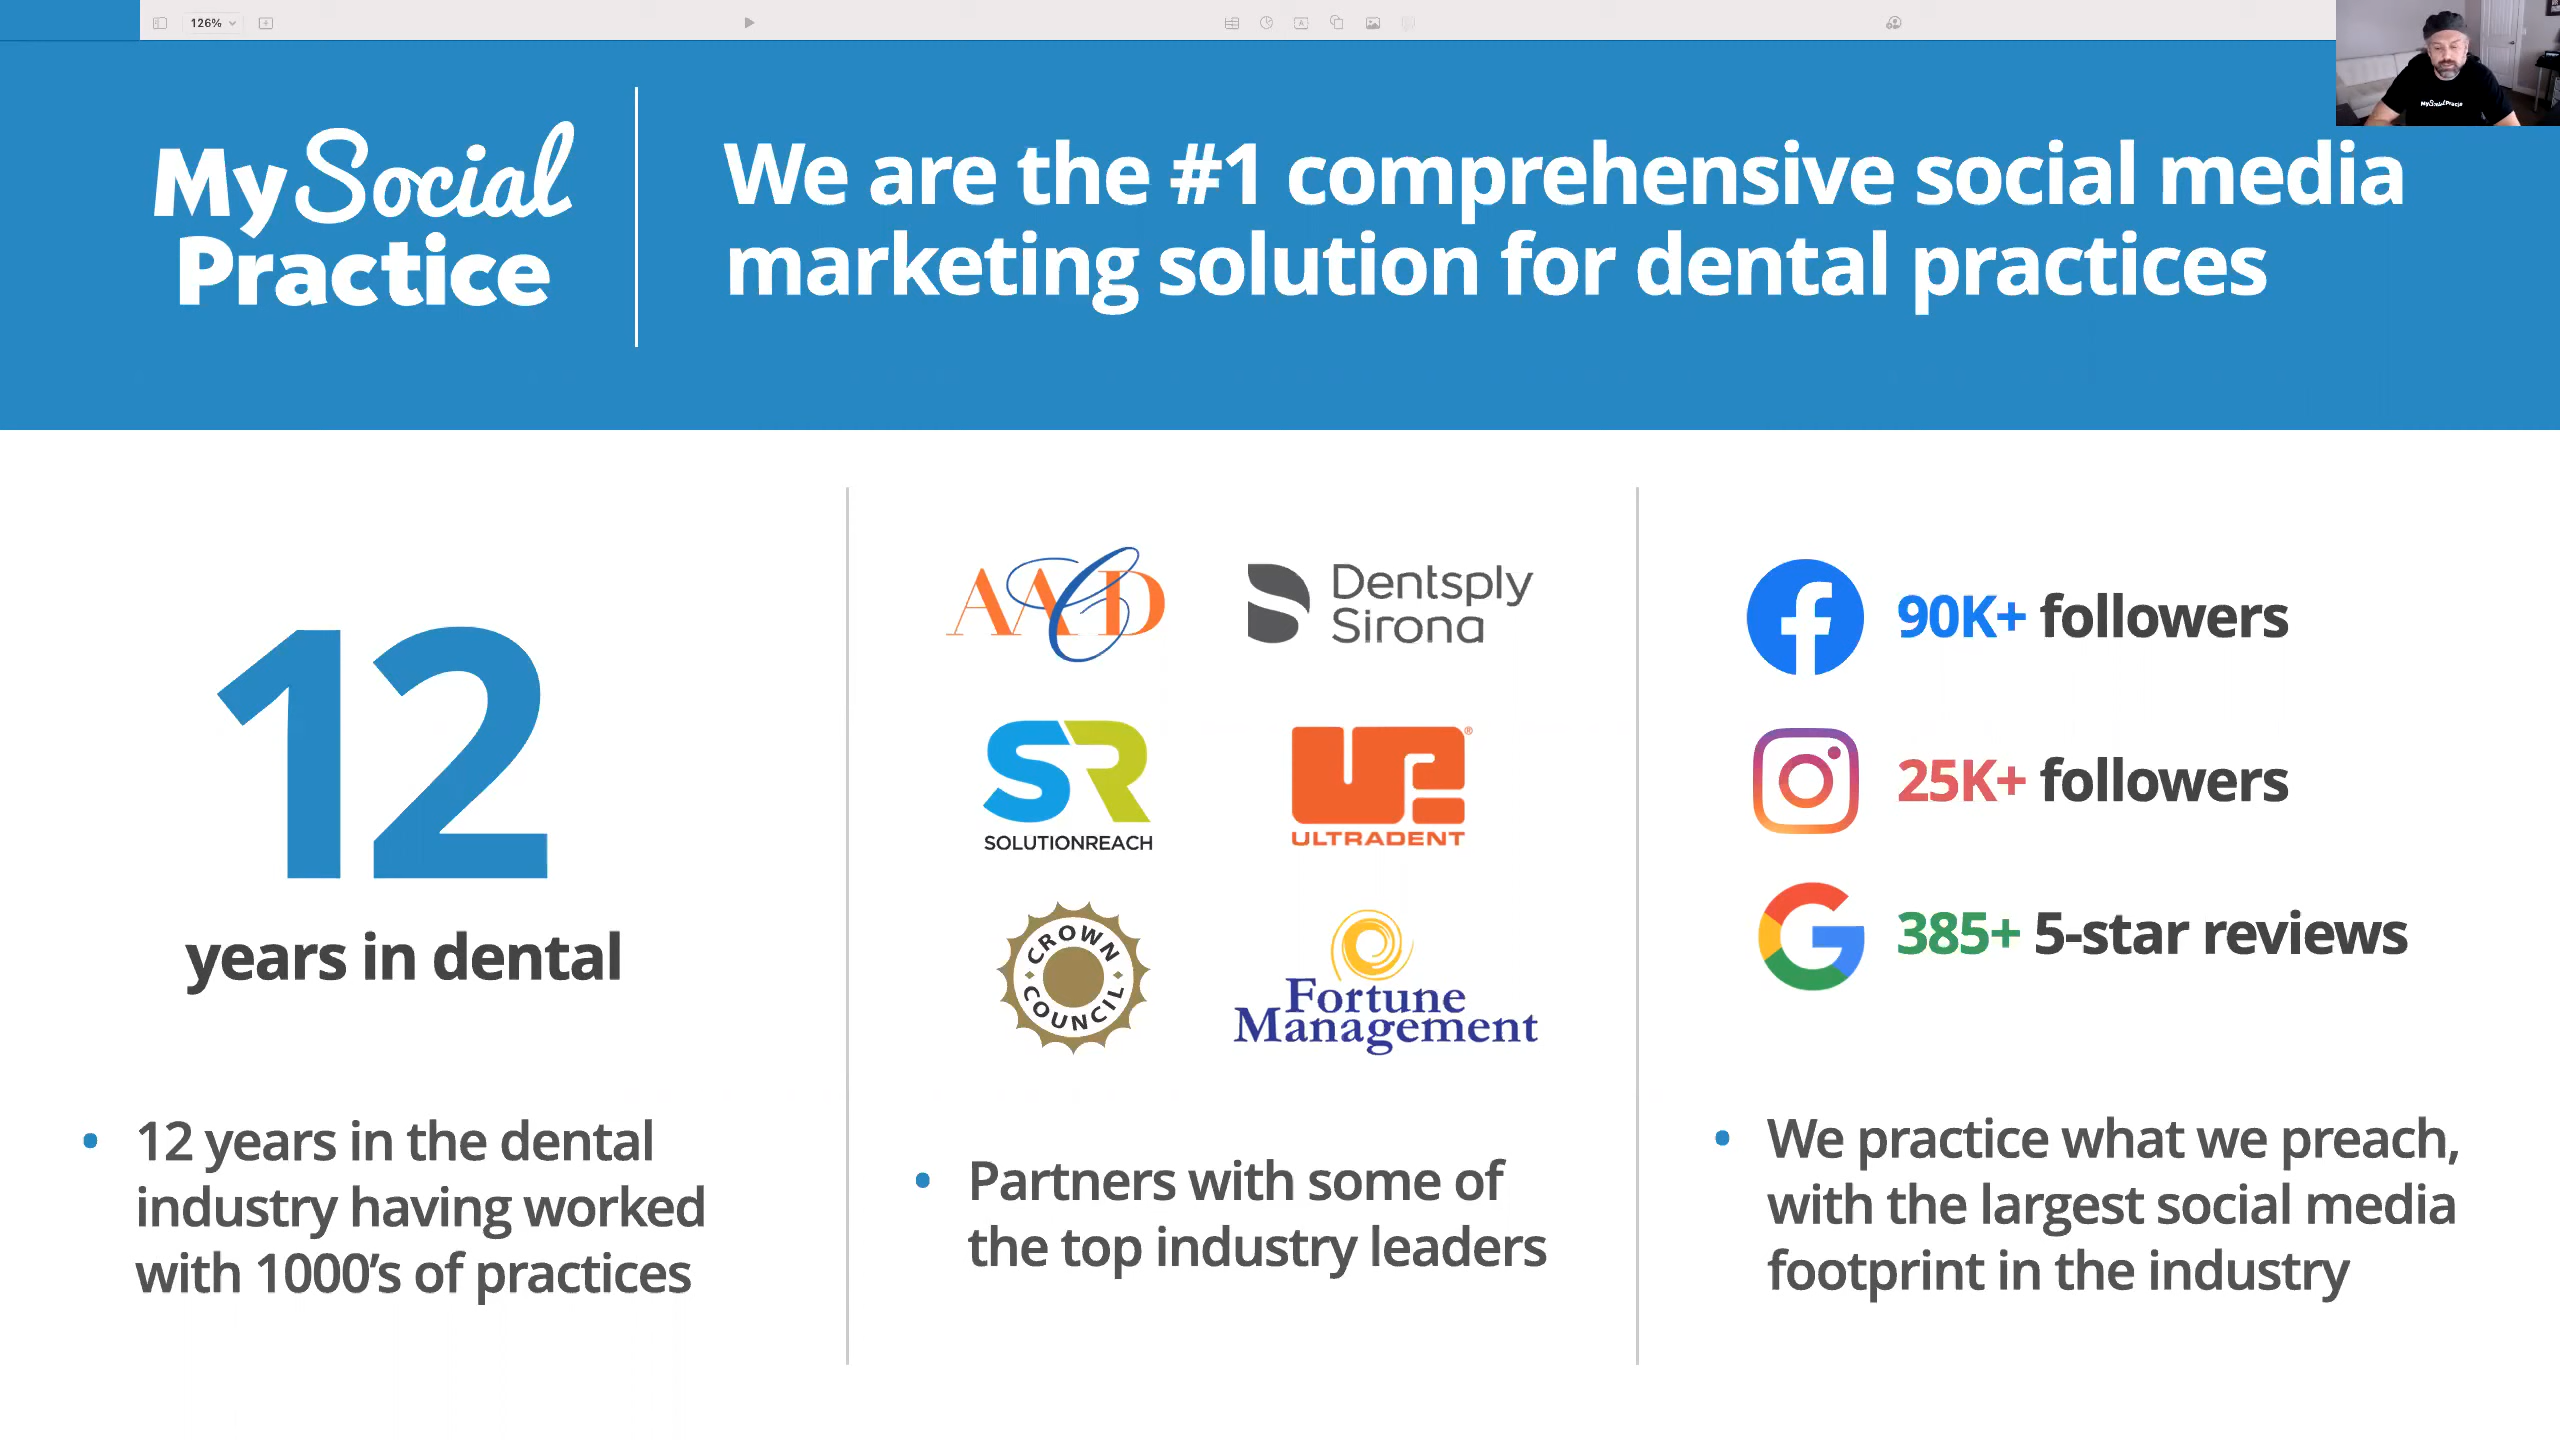 126%
My Social
Practice
We are the #1 comprehensive social media
marketing solution for dental practices
12
years in dental
12 years in the dental
industry having worked
with 1000's of practices
AACD
Dentsply
Sirona
SR
SOLUTIONREACH
®
ULTRADENT
CROWN
COUNCIL
Fortune
Management
Partners with some of
the top industry leaders
90K+ followers
25K+ followers
385+ 5-star reviews
We practice what we preach,
with the largest social media
footprint in the industry
MySocialPractice